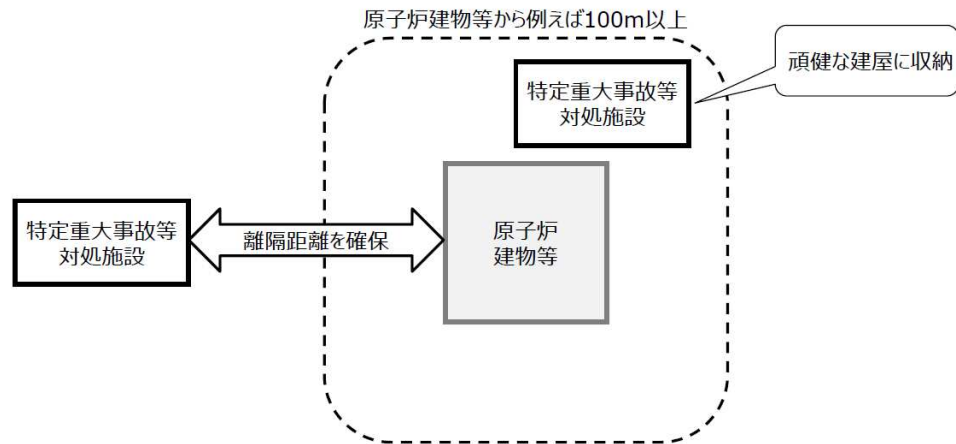 原子炉建物等から例えば100m以上
頑健な建屋に収納
特定重大事故等
対処施設
特定重大事故等
対処施設
離隔距離を確保
原子炉
建物等